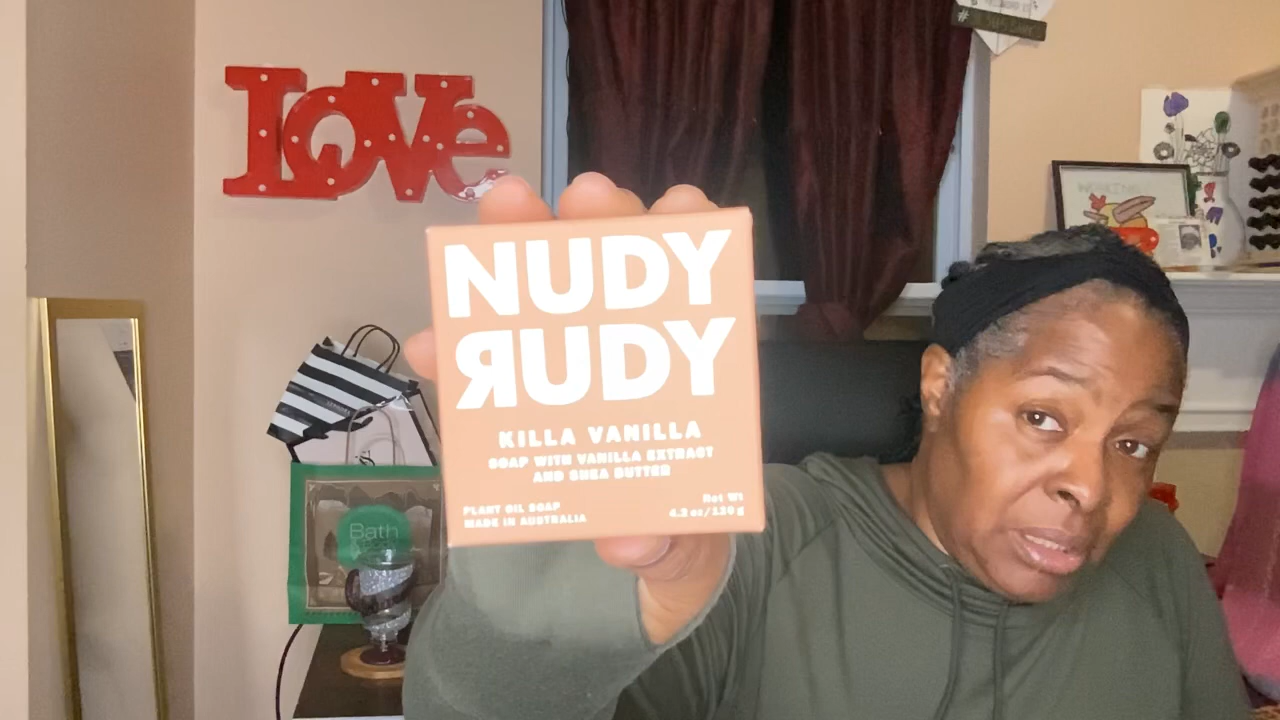 Love
NUDY
ЯUDY
KILLA VANILLA
SOAP WITH VANILLA EXTRACT
AND SHEA BUTTER
PLANT OIL SOAP
MADE IN AUSTRALIA
Net Wt
4.2 oz/120 g
Bath